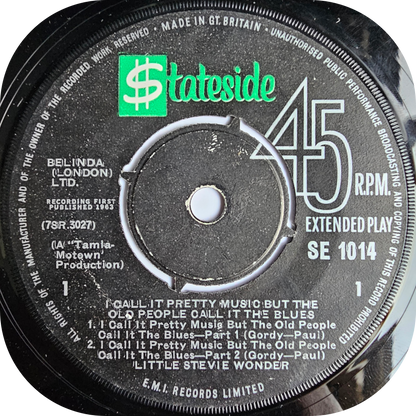 ALL RIGHTS OF THE MANUFACTURER AND OF THE OWNER OF THE RECORDED WORK RESERVED • MADE IN GT. BRITAIN • UNAUTHORISED PUBLIC PERFORMANCE BROADCASTING AND COPYING OF THIS RECORD PROHIBITED
$tateside
45
R.P.M.
EXTENDED PLAY
SE 1014
BELINDA
(LONDON)
LTD.
RECORDING FIRST
PUBLISHED 1963
(7SR.3027)
(A "Tamla-
Motown"
Production)
1
1
I CALL IT PRETTY MUSIC BUT THE
OLD PEOPLE CALL IT THE BLUES
1. I Call It Pretty Music But The Old People
Call It The Blues—Part 1 (Gordy—Paul)
2. I Call It Pretty Music But The Old People
Call It The Blues—Part 2 (Gordy—Paul)
LITTLE STEVIE WONDER
E.M.I. RECORDS LIMITED